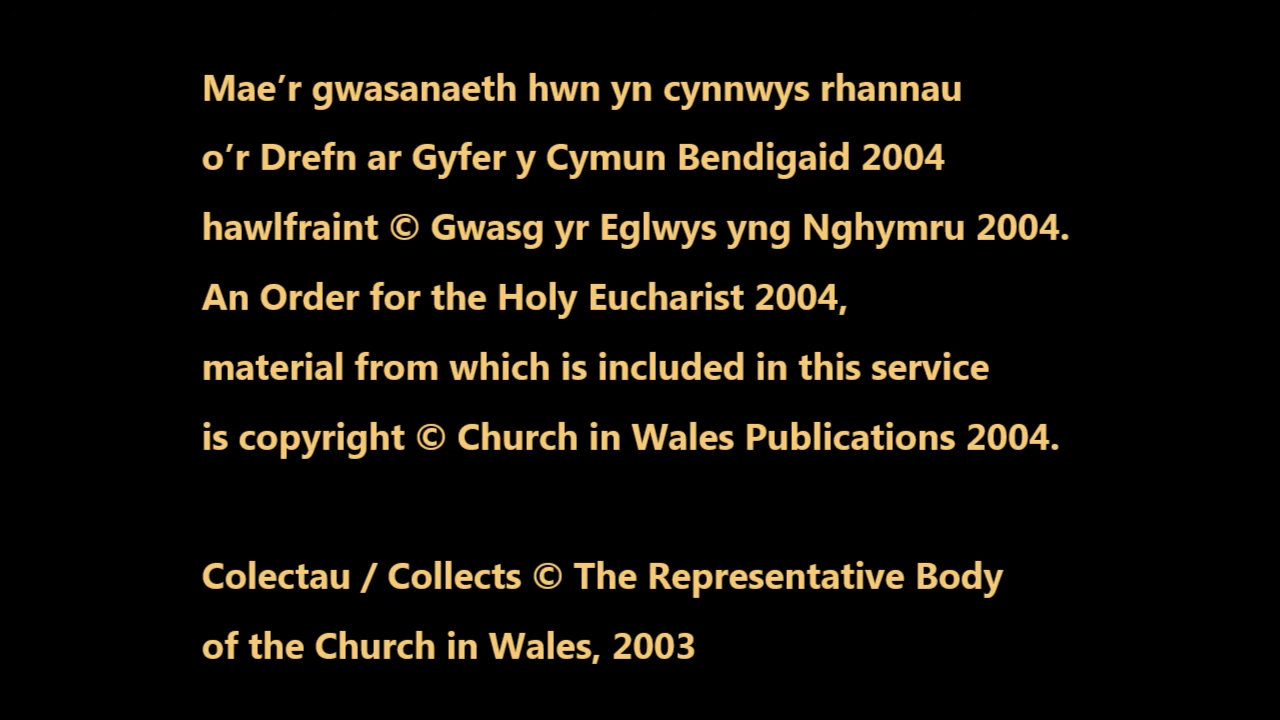 Mae’r gwasanaeth hwn yn cynnwys rhannau
o’r Drefn ar Gyfer y Cymun Bendigaid 2004
hawlfraint © Gwasg yr Eglwys yng Nghymru 2004.
An Order for the Holy Eucharist 2004,
material from which is included in this service
is copyright © Church in Wales Publications 2004.
Colectau / Collects © The Representative Body
of the Church in Wales, 2003